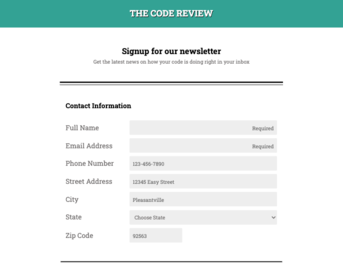 THE CODE REVIEW
Signup for our newsletter
Get the latest news on how your code is doing right in your inbox
Contact Information
Full Name Required
Email Address Required
Phone Number 123-456-7890
Street Address 12345 Easy Street
City Pleasantville
State Choose State
Zip Code 92863